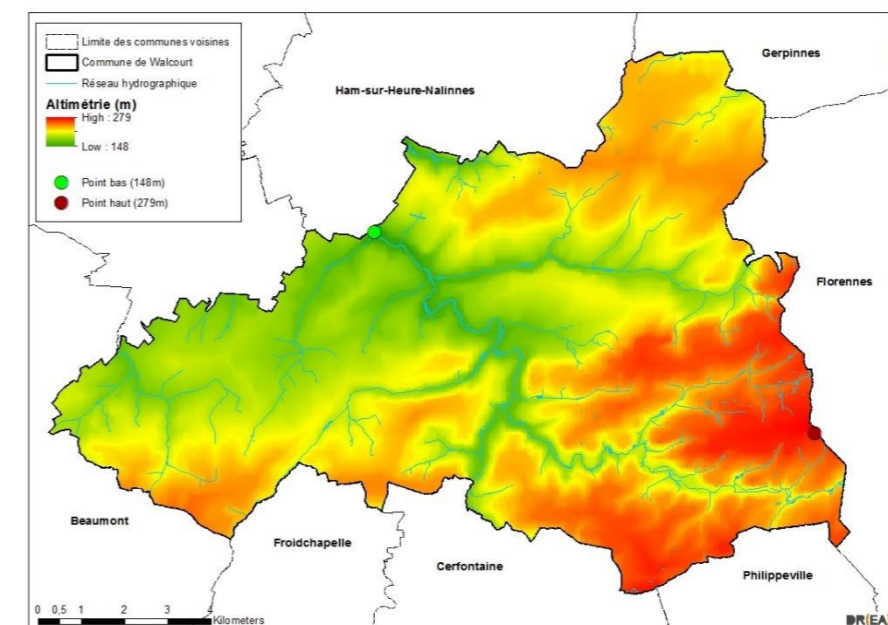 Limite des communes voisines
Commune de Walcourt
Réseau hydrographique
Altimétrie (m)
High : 279
Low : 148
Point bas (148m)
Point haut (279m)
Gerpinnes
Ham-sur-Heure-Nalinnes
Florennes
Beaumont
Froidchapelle
Cerfontaine
Philippeville
0 0,5 1 2 3 4
Kilometers
DR(EA